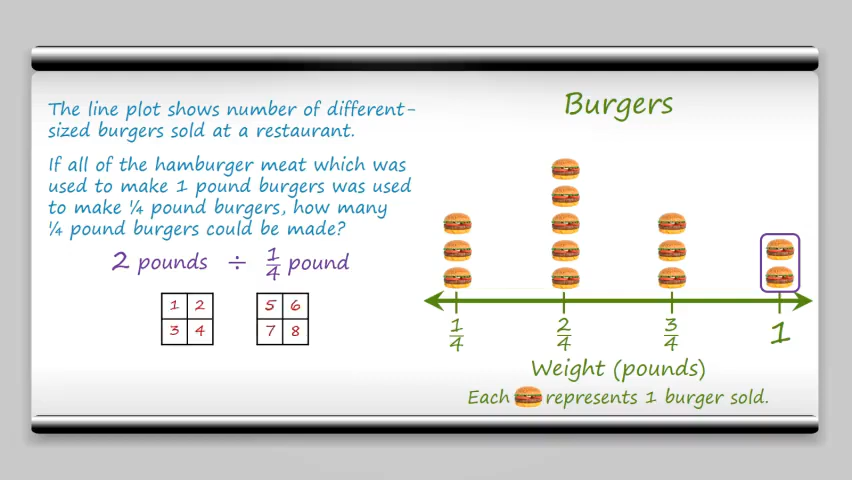 The line plot shows number of different-
sized burgers sold at a restaurant.
If all of the hamburger meat which was
used to make 1 pound burgers was used
to make ¼ pound burgers, how many
¼ pound burgers could be made?
2 pounds ÷ 1/4 pound
1 2
3 4
5 6
7 8
Burgers
1/4 2/4 3/4 1
Weight (pounds)
Each represents 1 burger sold.